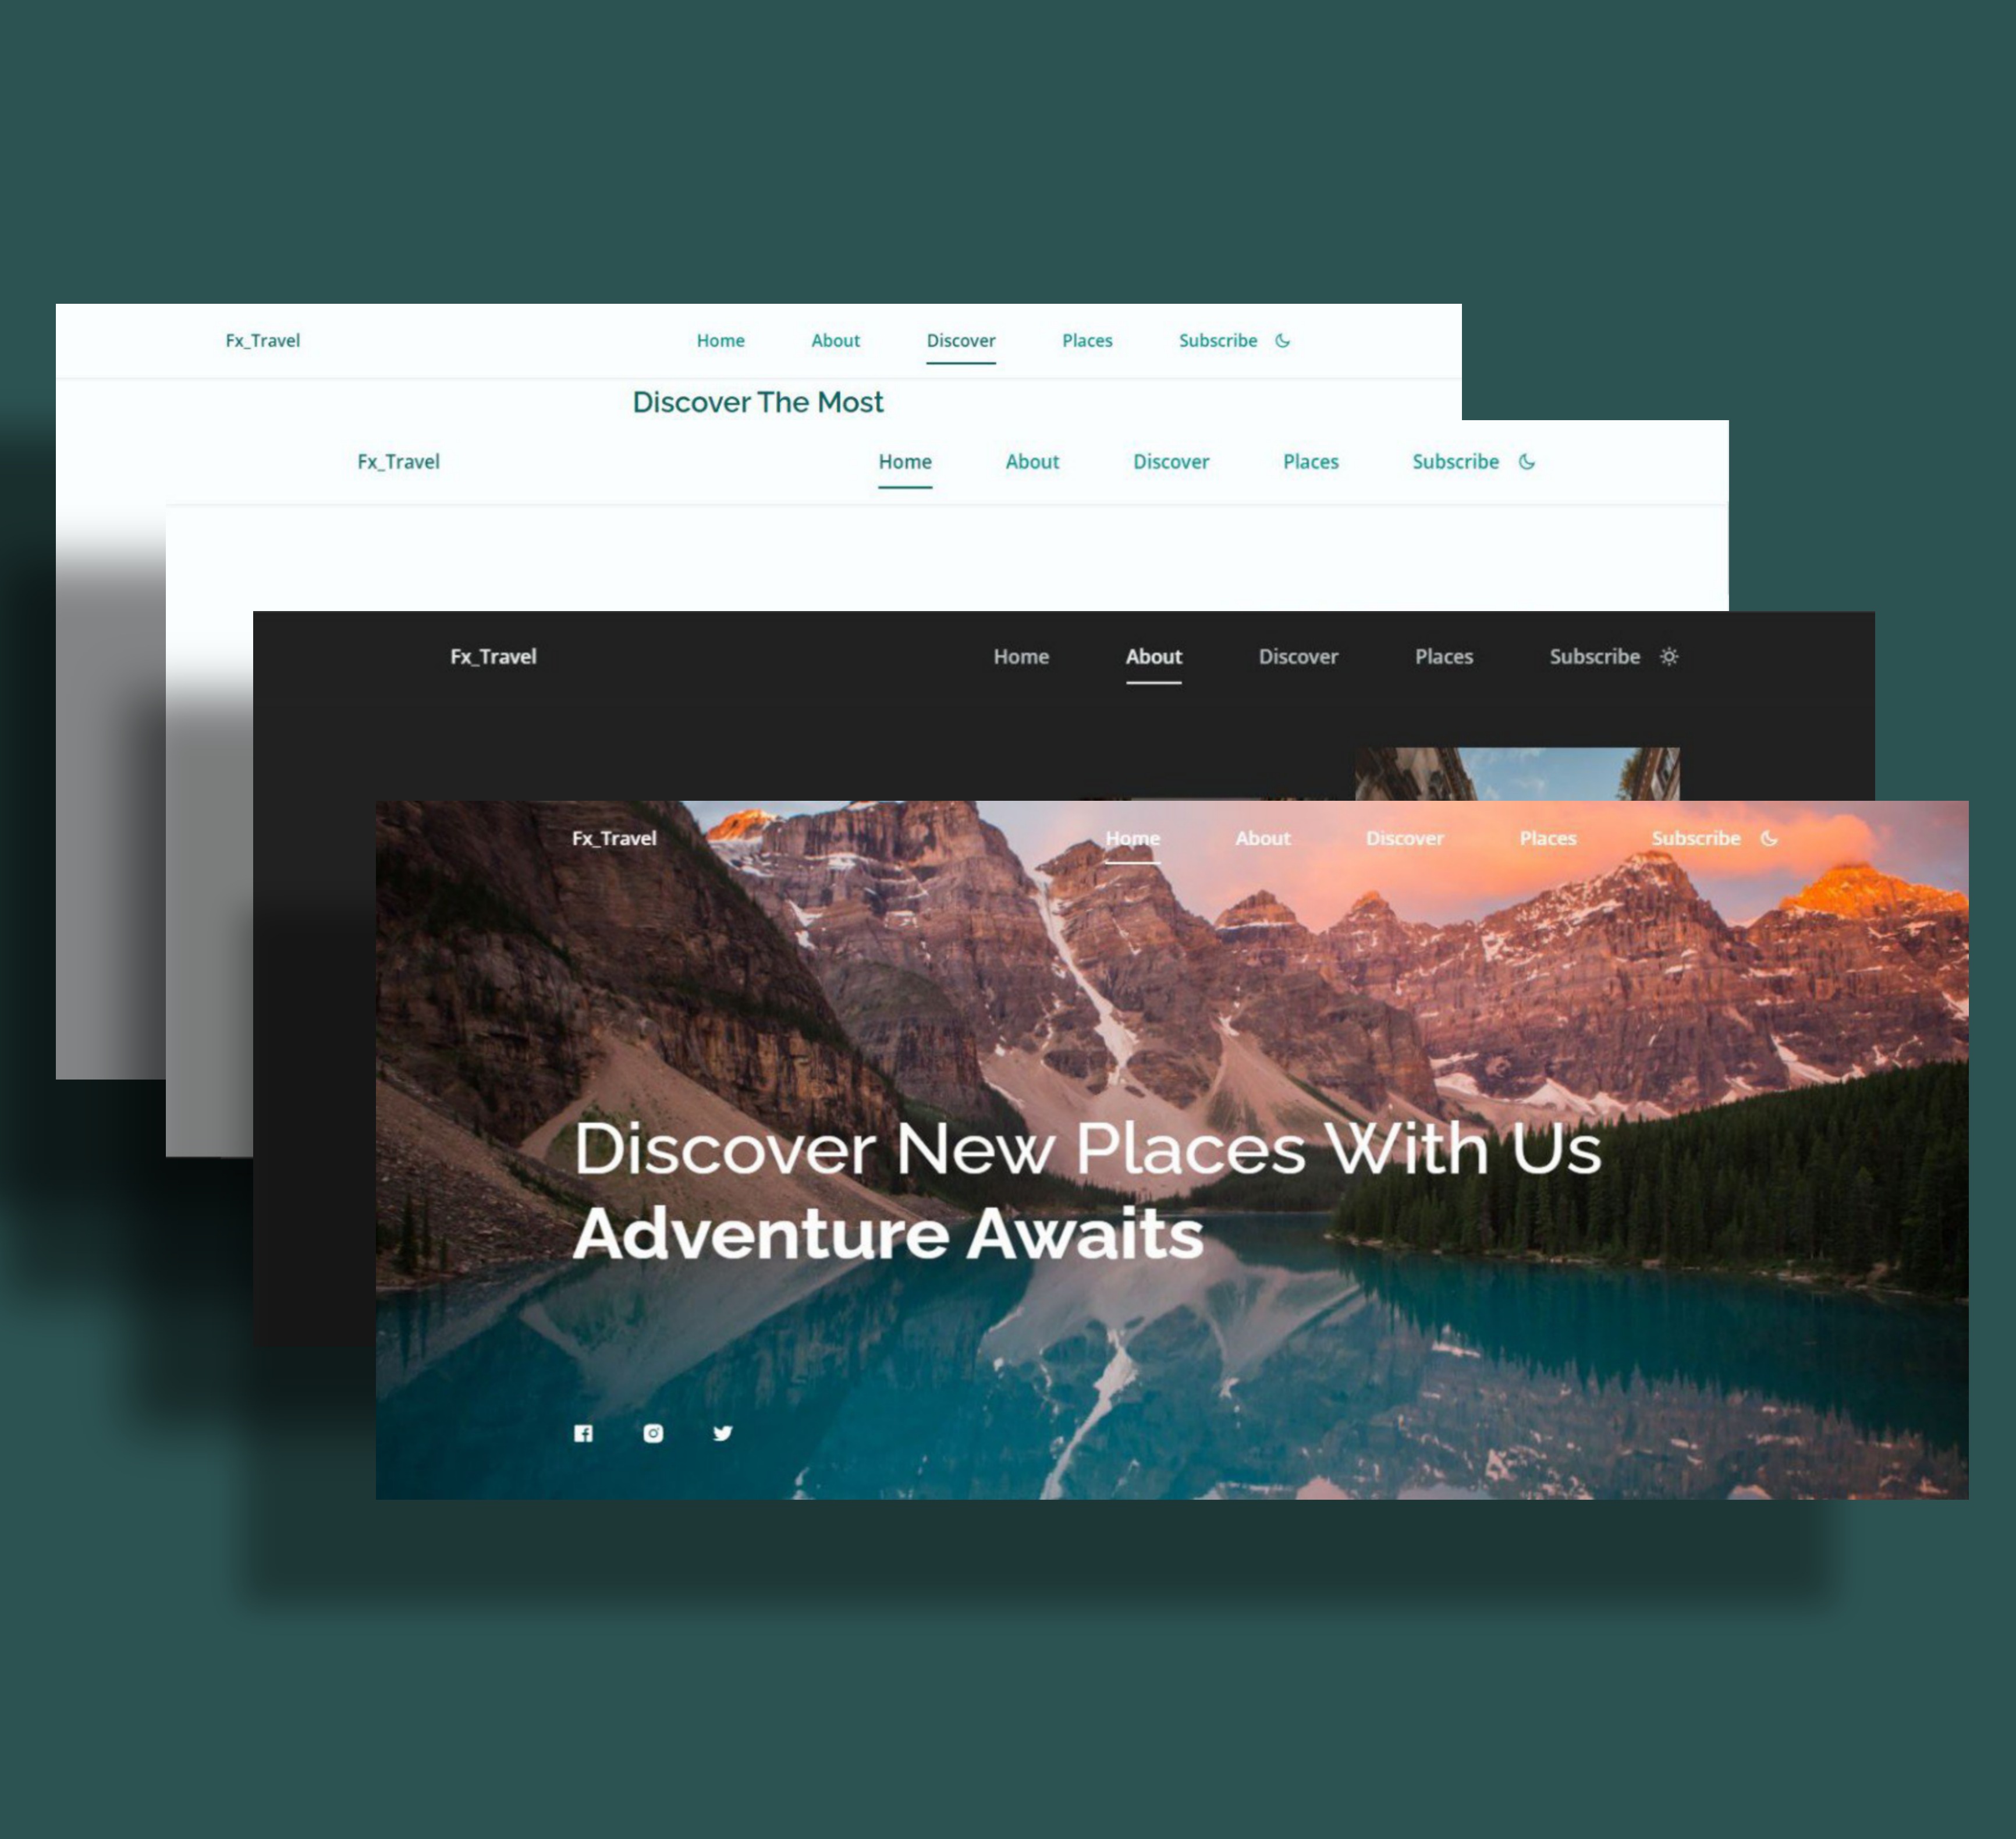 Fx_Travel Home About Discover Places Subscribe
Discover The Most
Fx_Travel Home About Discover Places Subscribe
Fx_Travel Home About Discover Places Subscribe
Fx_Travel Home About Discover Places Subscribe
Discover New Places With Us
Adventure Awaits